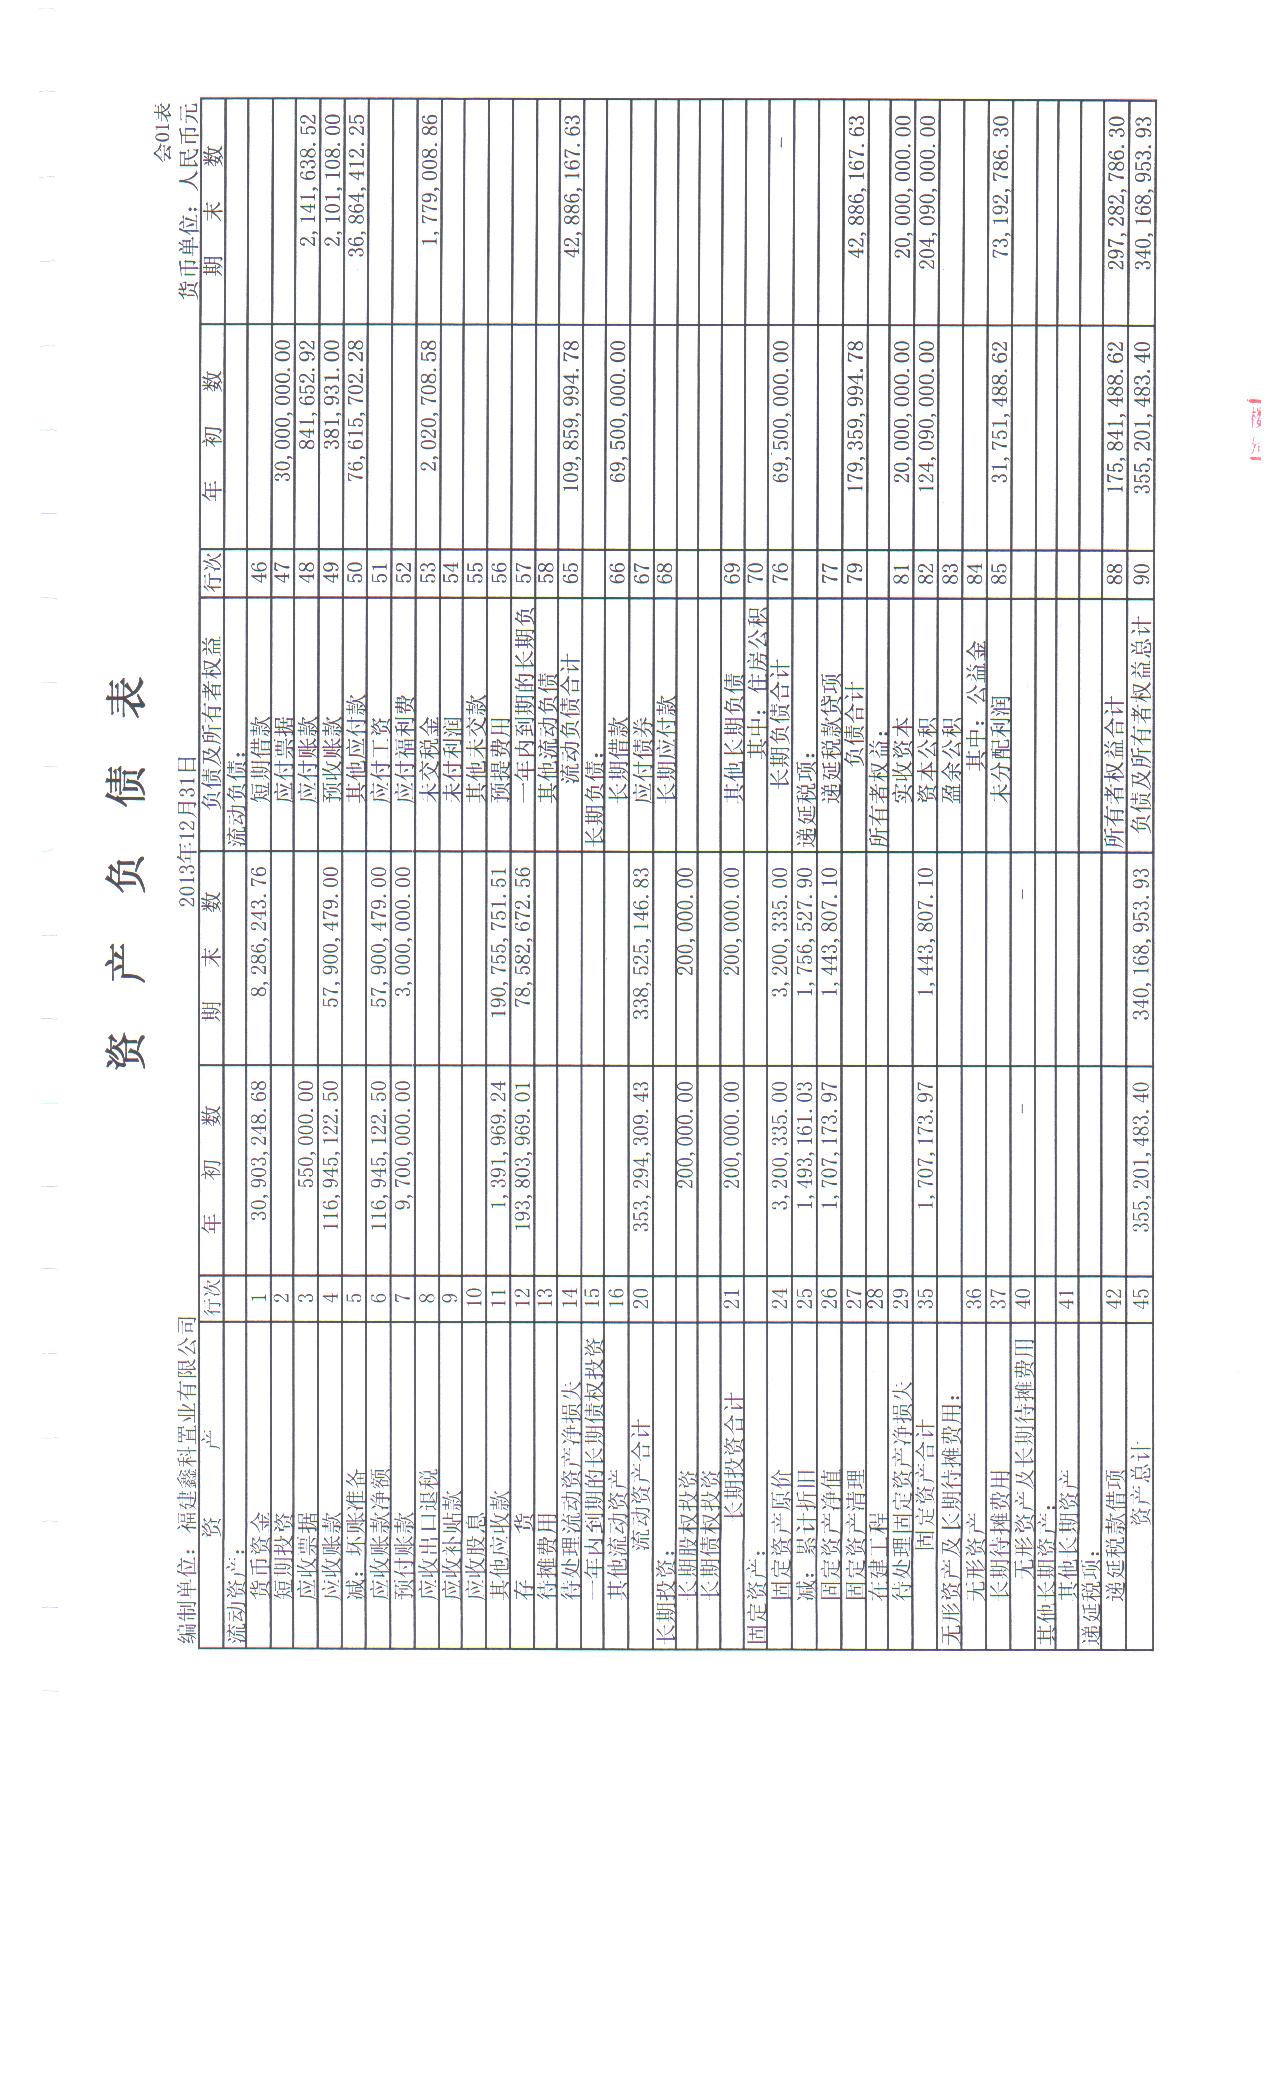 资 产 负 债 表
会01表
编制单位：福建鑫科置业有限公司 2013年12月31日 货币单位：人民币元
资 产 行次 年 初 数 期 末 数 负债及所有者权益 行次 年 初 数 期 末 数
流动资产： 流动负债：
货币资金 1 30,903,248.68 8,286,243.76 短期借款 46
短期投资 2 应付票据 47 30,000,000.00
应收票据 3 550,000.00 应付账款 48 841,652.92 2,141,638.52
应收账款 4 116,945,122.50 57,900,479.00 预收账款 49 381,931.00 2,101,108.00
减：坏账准备 5 其他应付款 50 76,615,702.28 36,864,412.25
应收账款净额 6 116,945,122.50 57,900,479.00 应付工资 51
预付账款 7 9,700,000.00 3,000,000.00 应付福利费 52
应收出口退税 8 未交税金 53 2,020,708.58 1,779,008.86
应收补贴款 9 未付利润 54
应收股息 10 其他未交款 55
其他应收款 11 1,391,969.24 190,755,751.51 预提费用 56
存 货 12 193,803,969.01 78,582,672.56 一年内到期的长期负 57
待摊费用 13 其他流动负债 58
待处理流动资产净损失 14 流动负债合计 65 109,859,994.78 42,886,167.63
一年内到期的长期债权投资 15 长期负债：
其他流动资产 16 长期借款 66 69,500,000.00
流动资产合计 20 353,294,309.43 338,525,146.83 应付债券 67
长期投资： 长期应付款 68
长期股权投资 200,000.00 200,000.00
长期债权投资
长期投资合计 21 200,000.00 200,000.00 其他长期负债 69
固定资产： 其中：住房公积 70
固定资产原价 24 3,200,335.00 3,200,335.00 长期负债合计 76 69,500,000.00 –
减：累计折旧 25 1,493,161.03 1,756,527.90 递延税项：
固定资产净值 26 1,707,173.97 1,443,807.10 递延税款贷项 77
固定资产清理 27 负债合计 79 179,359,994.78 42,886,167.63
在建工程 28 所有者权益：
待处理固定资产净损失 29 实收资本 81 20,000,000.00 20,000,000.00
固定资产合计 35 1,707,173.97 1,443,807.10 资本公积 82 124,090,000.00 204,090,000.00
无形资产及长期待摊费用： 盈余公积 83
无形资产 36 其中：公益金 84
长期待摊费用 37 未分配利润 85 31,751,488.62 73,192,786.30
无形资产及长期待摊费用 40 – –
其他长期资产：
其他长期资产 41
递延税项：
递延税款借项 42 所有者权益合计 88 175,841,488.62 297,282,786.30
资产总计 45 355,201,483.40 340,168,953.93 负债及所有者权益总计 90 355,201,483.40 340,168,953.93